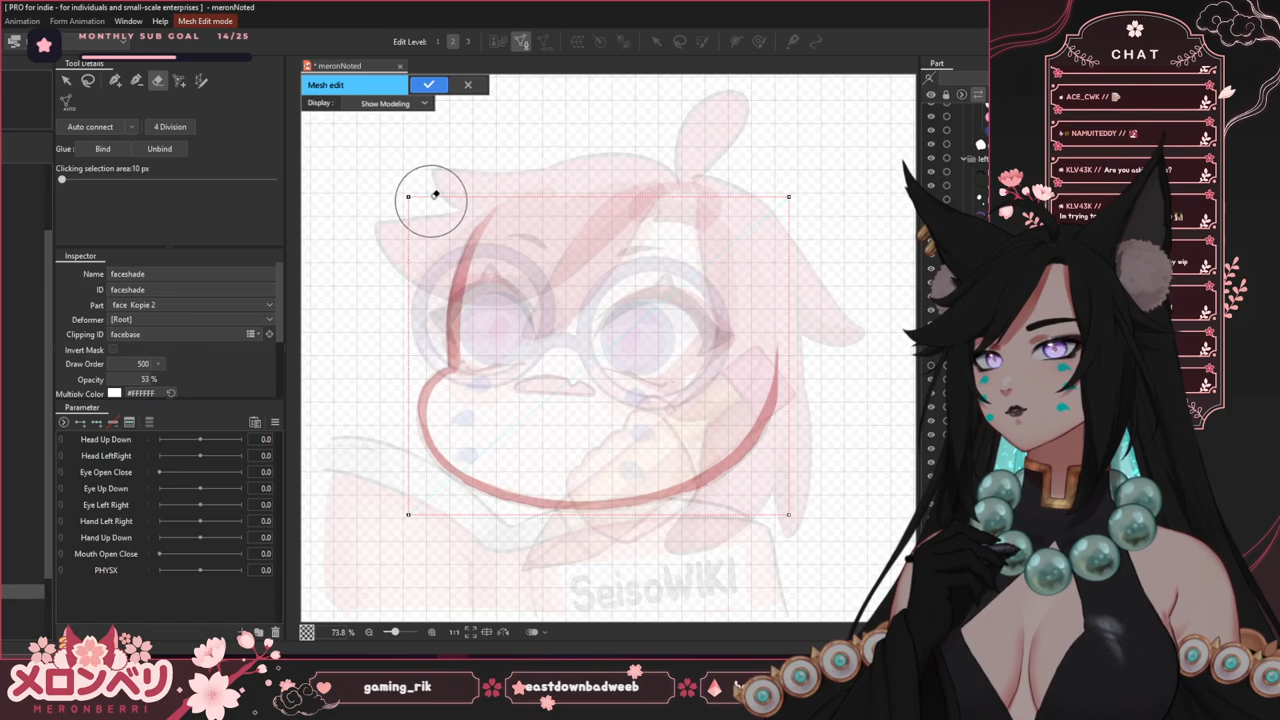 [ PRO for indie - for individuals and small-scale enterprises ] - meronNoted
Animation Form Animation Window Help Mesh Edit mode
MONTHLY SUB GOAL 14/25
Edit Level: 1 2 3
Tool Details
* meronNoted
Mesh edit
Display : Show Modeling
AUTO
Auto connect 4 Division
Glue : Bind Unbind
Clipping selection area:10 px
Inspector
Name faceshade
ID faceshade
Part face Kopie 2
Deformer [Root]
Clipping ID facebase
Invert Mask
Draw Order 500
Opacity 53 %
Multiply Color #FFFFFF
Parameter
Head Up Down 0.0
Head LeftRight 0.0
Eye Open Close 0.0
Eye Up Down 0.0
Eye Left Right 0.0
Hand Left Right 0.0
Hand Up Down 0.0
Mouth Open Close 0.0
PHYSX 0.0
SeisoWIKI
73.8 % 1:1
Part
left
CHAT
ACE_CWK //
NAMUITEDDY //
KLV43K // Are you
KLV43K //
Im trying to
wip
メロンベリ
MERONBERRI
gaming_rik
eastdownbadweeb